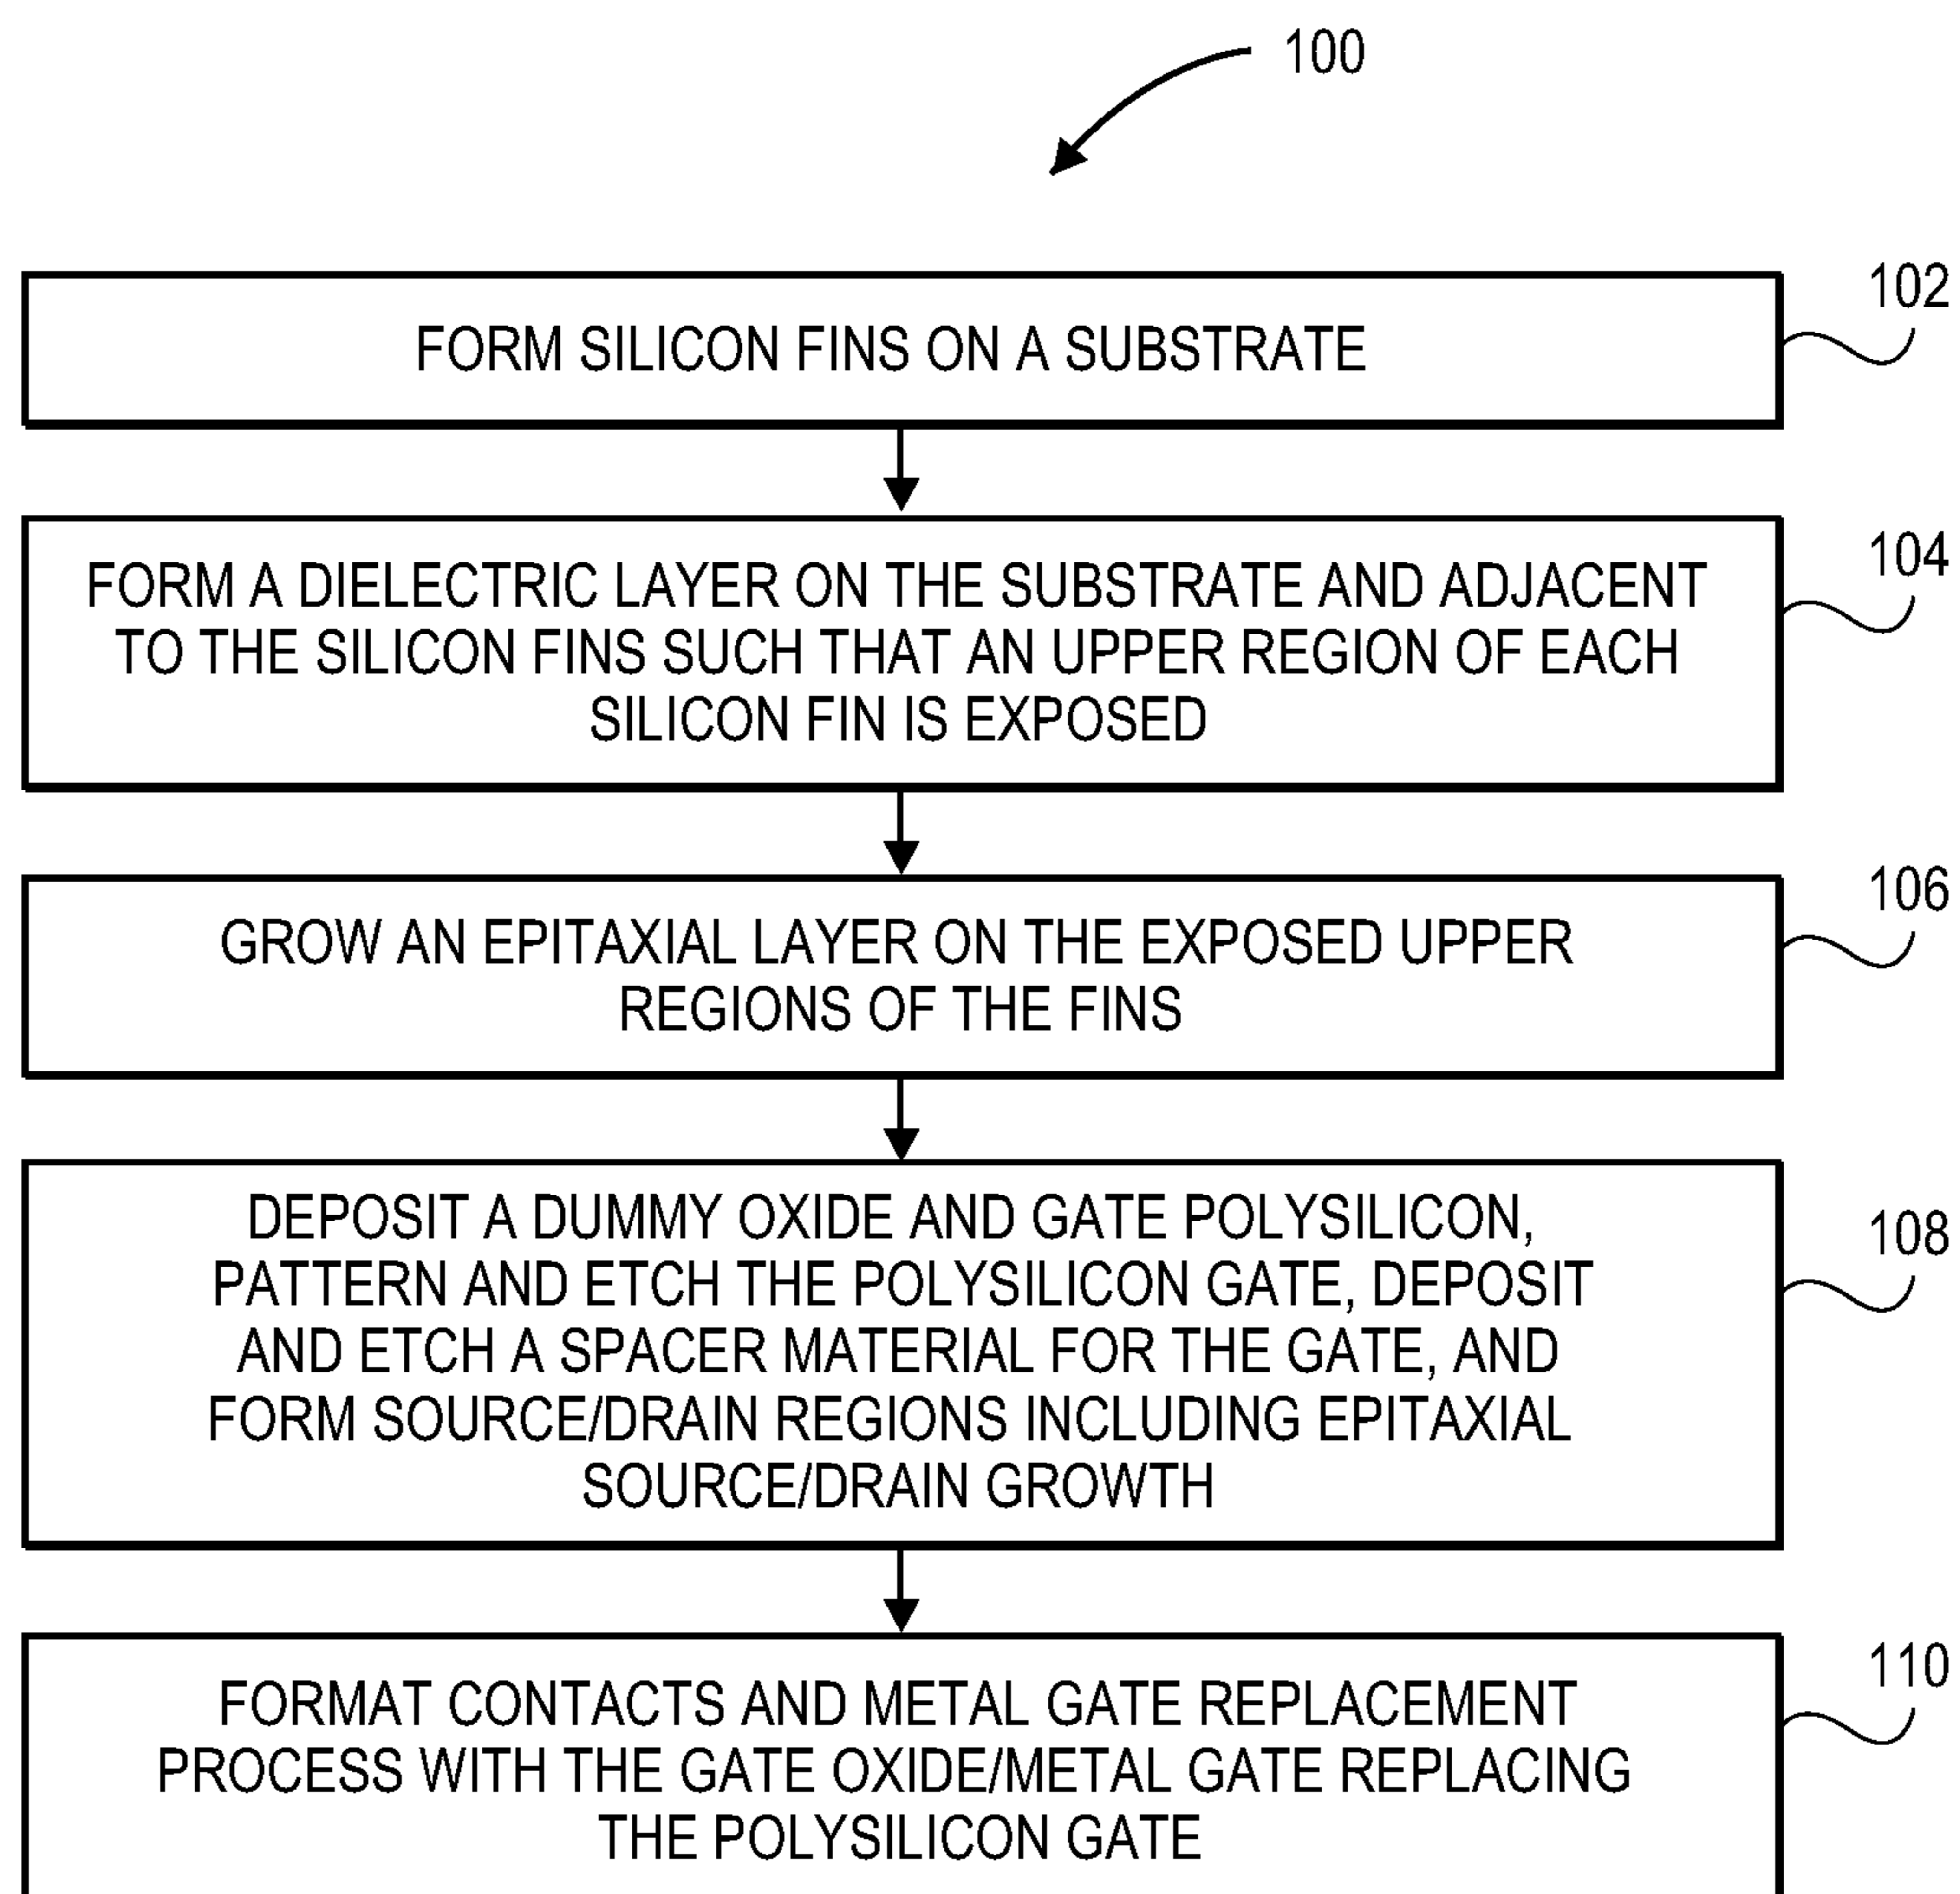 100
102
FORM SILICON FINS ON A SUBSTRATE
104
FORM A DIELECTRIC LAYER ON THE SUBSTRATE AND ADJACENT
TO THE SILICON FINS SUCH THAT AN UPPER REGION OF EACH
SILICON FIN IS EXPOSED
106
GROW AN EPITAXIAL LAYER ON THE EXPOSED UPPER
REGIONS OF THE FINS
108
DEPOSIT A DUMMY OXIDE AND GATE POLYSILICON,
PATTERN AND ETCH THE POLYSILICON GATE, DEPOSIT
AND ETCH A SPACER MATERIAL FOR THE GATE, AND
FORM SOURCE/DRAIN REGIONS INCLUDING EPITAXIAL
SOURCE/DRAIN GROWTH
110
FORMAT CONTACTS AND METAL GATE REPLACEMENT
PROCESS WITH THE GATE OXIDE/METAL GATE REPLACING
THE POLYSILICON GATE